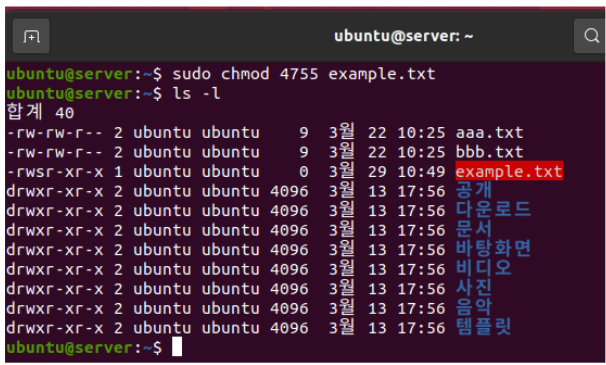 ubuntu@server: ~
ubuntu@server:~$ sudo chmod 4755 example.txt
ubuntu@server:~$ ls -l
합계 40
-rw-rw-r-- 2 ubuntu ubuntu    9  3월 22 10:25 aaa.txt
-rw-rw-r-- 2 ubuntu ubuntu    9  3월 22 10:25 bbb.txt
-rwsr-xr-x 1 ubuntu ubuntu    0  3월 29 10:49 example.txt
drwxr-xr-x 2 ubuntu ubuntu 4096  3월 13 17:56 공개
drwxr-xr-x 2 ubuntu ubuntu 4096  3월 13 17:56 다운로드
drwxr-xr-x 2 ubuntu ubuntu 4096  3월 13 17:56 문서
drwxr-xr-x 2 ubuntu ubuntu 4096  3월 13 17:56 바탕화면
drwxr-xr-x 2 ubuntu ubuntu 4096  3월 13 17:56 비디오
drwxr-xr-x 2 ubuntu ubuntu 4096  3월 13 17:56 사진
drwxr-xr-x 2 ubuntu ubuntu 4096  3월 13 17:56 음악
drwxr-xr-x 2 ubuntu ubuntu 4096  3월 13 17:56 템플릿
ubuntu@server:~$